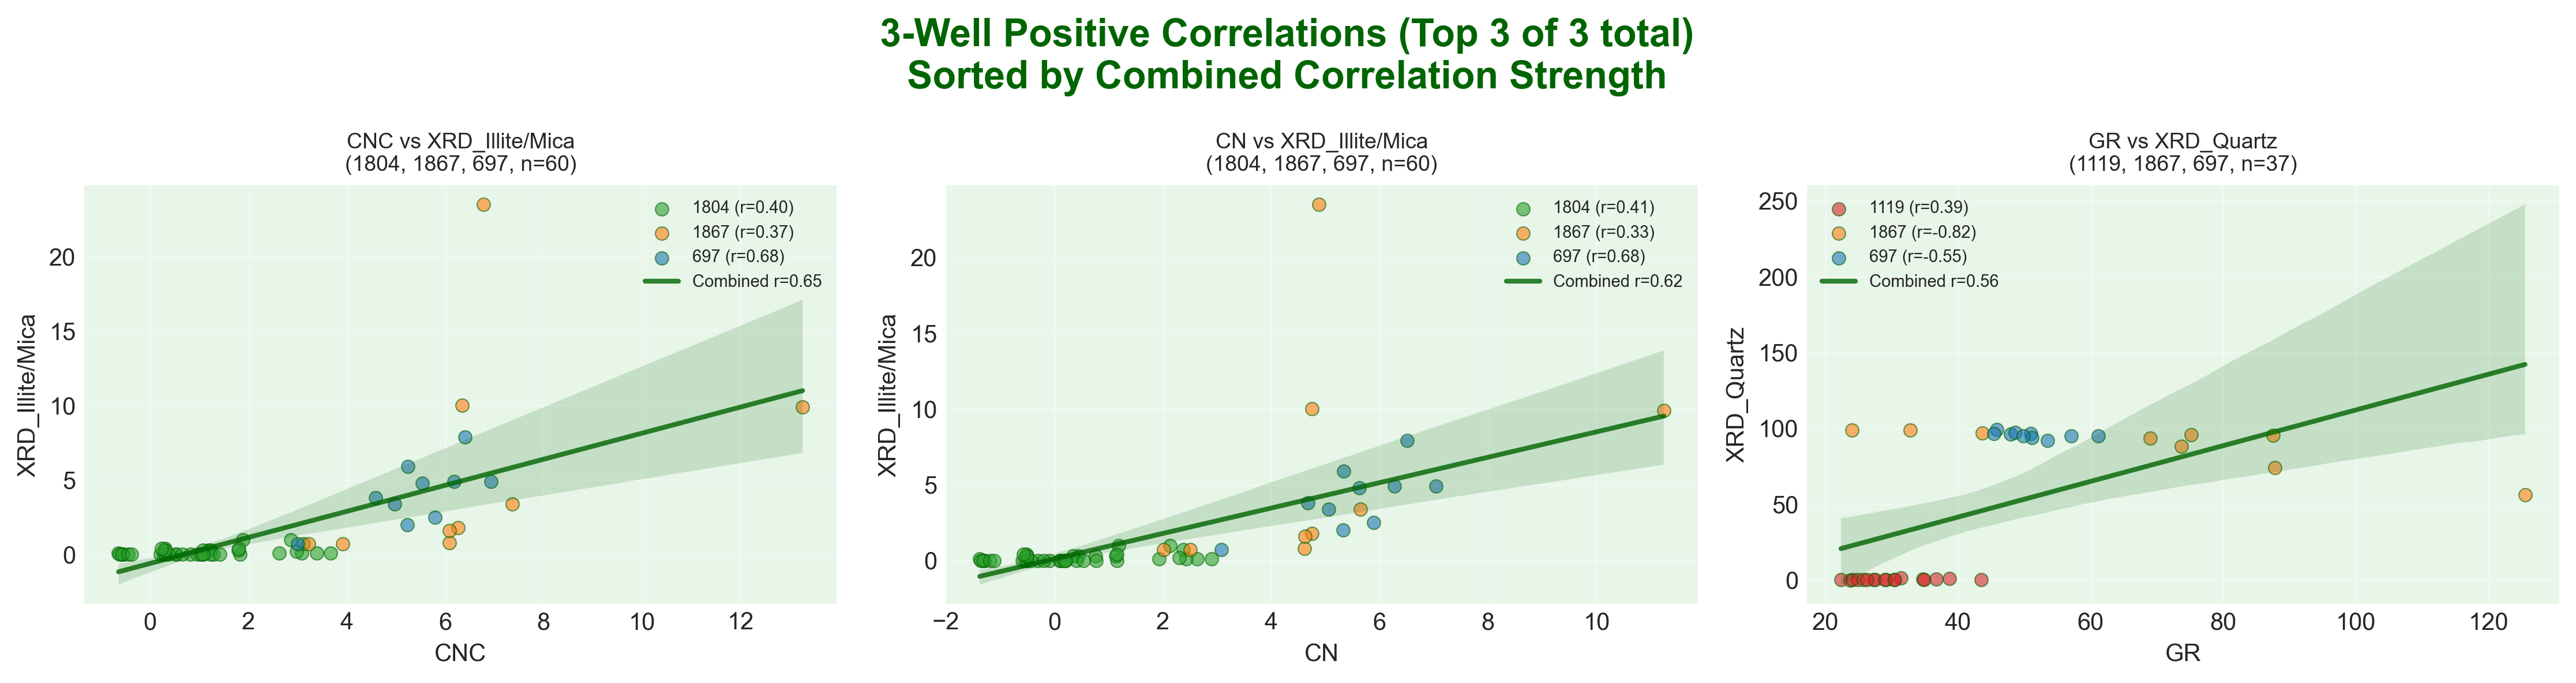 3-Well Positive Correlations (Top 3 of 3 total)
Sorted by Combined Correlation Strength
CNC vs XRD_Illite/Mica
(1804, 1867, 697, n=60)
1804 (r=0.40)
1867 (r=0.37)
697 (r=0.68)
Combined r=0.65
XRD_Illite/Mica
20
15
10
5
0
0 2 4 6 8 10 12
CNC
CN vs XRD_Illite/Mica
(1804, 1867, 697, n=60)
1804 (r=0.41)
1867 (r=0.33)
697 (r=0.68)
Combined r=0.62
XRD_Illite/Mica
20
15
10
5
0
−2 0 2 4 6 8 10
CN
GR vs XRD_Quartz
(1119, 1867, 697, n=37)
1119 (r=0.39)
1867 (r=-0.82)
697 (r=-0.55)
Combined r=0.56
XRD_Quartz
250
200
150
100
50
0
20 40 60 80 100 120
GR